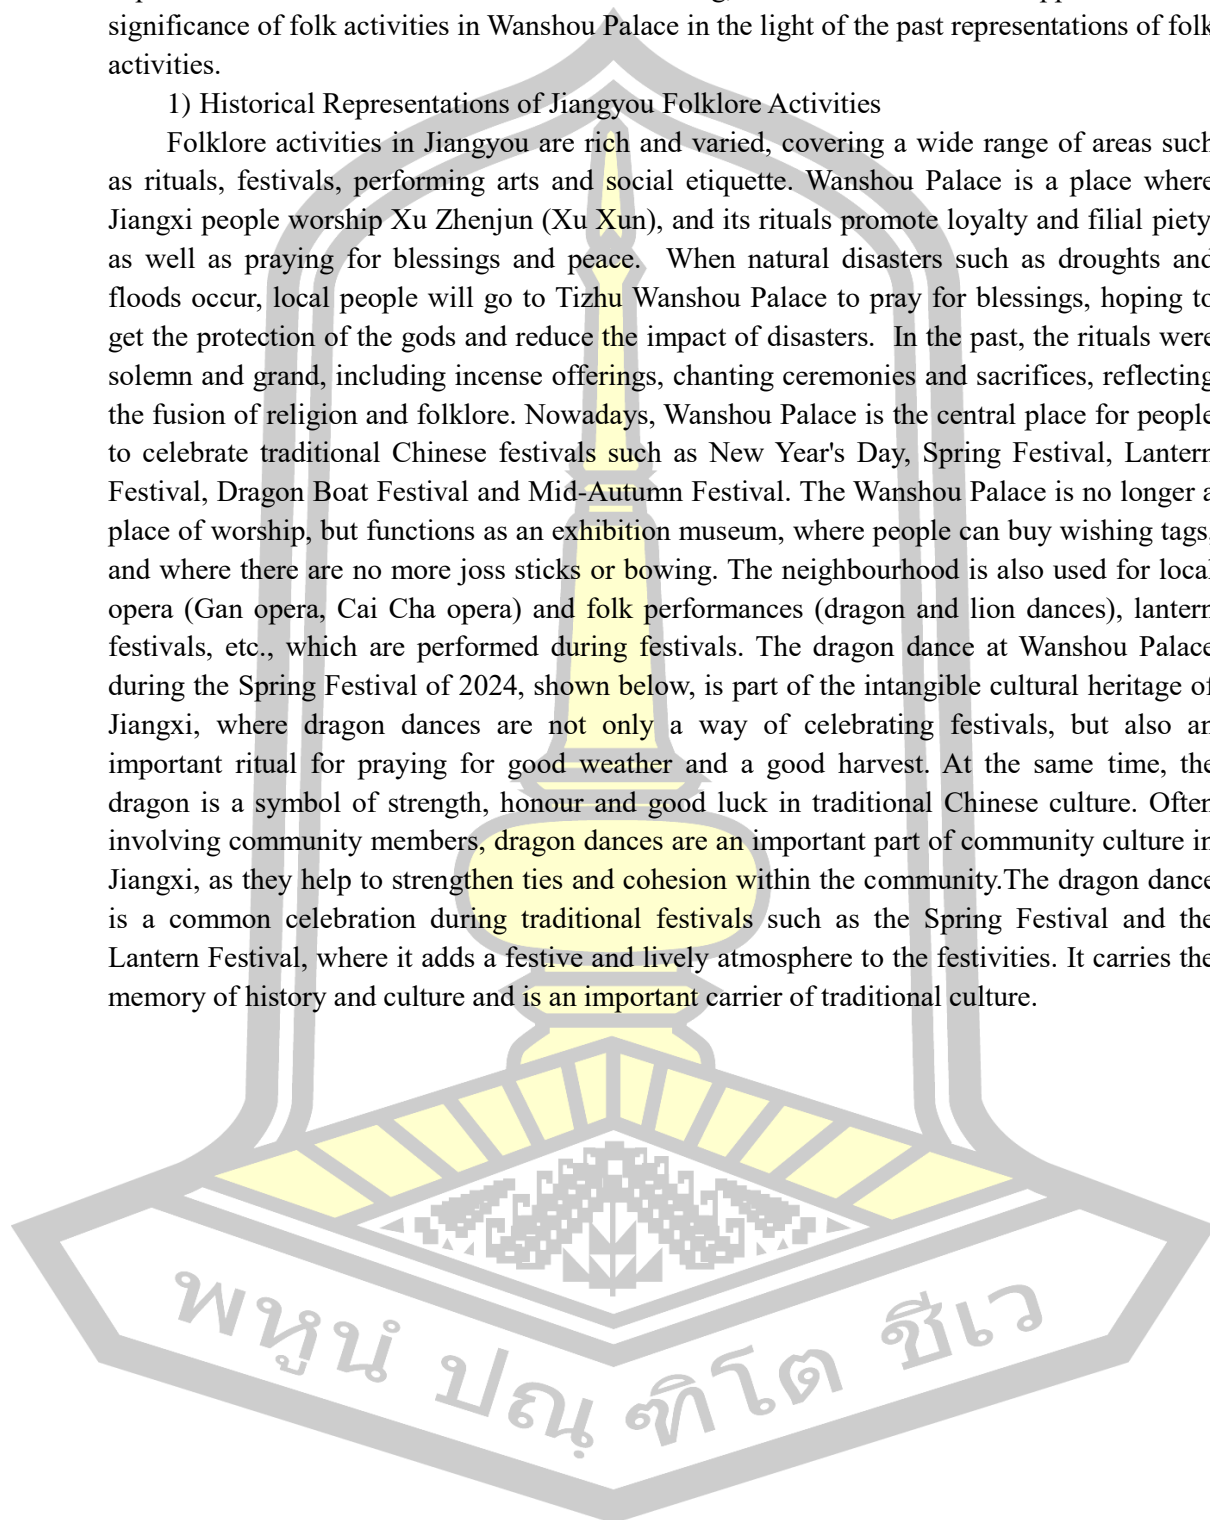 significance of folk activities in Wanshou Palace in the light of the past representations of folk
activities.
1) Historical Representations of Jiangyou Folklore Activities
Folklore activities in Jiangyou are rich and varied, covering a wide range of areas such
as rituals, festivals, performing arts and social etiquette. Wanshou Palace is a place where
Jiangxi people worship Xu Zhenjun (Xu Xun), and its rituals promote loyalty and filial piety
as well as praying for blessings and peace. When natural disasters such as droughts and
floods occur, local people will go to Tizhu Wanshou Palace to pray for blessings, hoping to
get the protection of the gods and reduce the impact of disasters. In the past, the rituals were
solemn and grand, including incense offerings, chanting ceremonies and sacrifices, reflecting
the fusion of religion and folklore. Nowadays, Wanshou Palace is the central place for people
to celebrate traditional Chinese festivals such as New Year's Day, Spring Festival, Lantern
Festival, Dragon Boat Festival and Mid-Autumn Festival. The Wanshou Palace is no longer a
place of worship, but functions as an exhibition museum, where people can buy wishing tags,
and where there are no more joss sticks or bowing. The neighbourhood is also used for local
opera (Gan opera, Cai Cha opera) and folk performances (dragon and lion dances), lantern
festivals, etc., which are performed during festivals. The dragon dance at Wanshou Palace
during the Spring Festival of 2024, shown below, is part of the intangible cultural heritage of
Jiangxi, where dragon dances are not only a way of celebrating festivals, but also an
important ritual for praying for good weather and a good harvest. At the same time, the
dragon is a symbol of strength, honour and good luck in traditional Chinese culture. Often
involving community members, dragon dances are an important part of community culture in
Jiangxi, as they help to strengthen ties and cohesion within the community.The dragon dance
is a common celebration during traditional festivals such as the Spring Festival and the
Lantern Festival, where it adds a festive and lively atmosphere to the festivities. It carries the
memory of history and culture and is an important carrier of traditional culture.
พหูนํ ปณฺฑิโต ชีเว